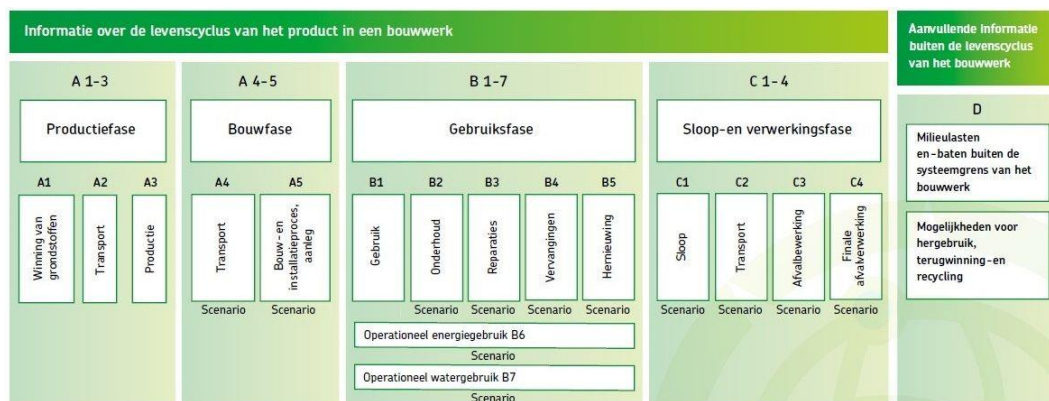 Informatie over de levenscyclus van het product in een bouwwerk
Aanvullende informatie
buiten de levenscyclus
van het bouwwerk
A 1-3
Productiefase
A1
A2
A3
Winning van
grondstoffen
Transport
Productie
A 4-5
Bouwfase
A4
A5
Transport
Bouw-en
installatieproces,
aanleg
Scenario
Scenario
B 1-7
Gebruiksfase
B1
B2
B3
B4
B5
Gebruik
Onderhoud
Reparaties
Vervangingen
Hernieuwing
Scenario
Scenario
Scenario
Scenario
Operationeel energiegebruik B6
Scenario
Operationeel watergebruik B7
Scenario
C 1-4
Sloop-en verwerkingsfase
C1
C2
C3
C4
Sloop
Transport
Afvalbewerking
Finale
afvalverwerking
Scenario
Scenario
Scenario
Scenario
D
Milieulasten
en-baten buiten de
systeemgrens van het
bouwwerk
Mogelijkheden voor
hergebruik,
terugwinning-en
recycling